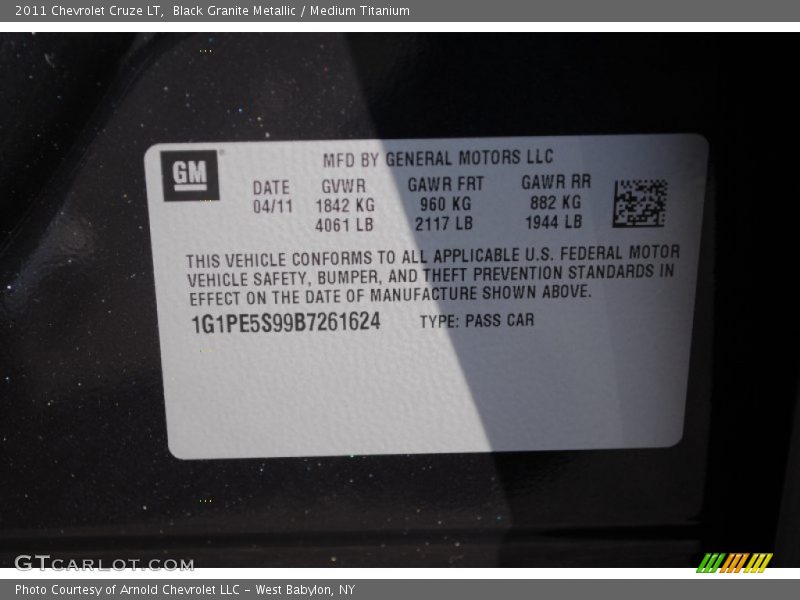 2011 Chevrolet Cruze LT,  Black Granite Metallic / Medium Titanium
GM
MFD BY GENERAL MOTORS LLC
DATE GVWR GAWR FRT GAWR RR
04/11 1842 KG 960 KG 882 KG
4061 LB 2117 LB 1944 LB
THIS VEHICLE CONFORMS TO ALL APPLICABLE U.S. FEDERAL MOTOR
VEHICLE SAFETY, BUMPER, AND THEFT PREVENTION STANDARDS IN
EFFECT ON THE DATE OF MANUFACTURE SHOWN ABOVE.
1G1PE5S99B7261624 TYPE: PASS CAR
GTCARLOT.COM
Photo Courtesy of Arnold Chevrolet LLC - West Babylon, NY